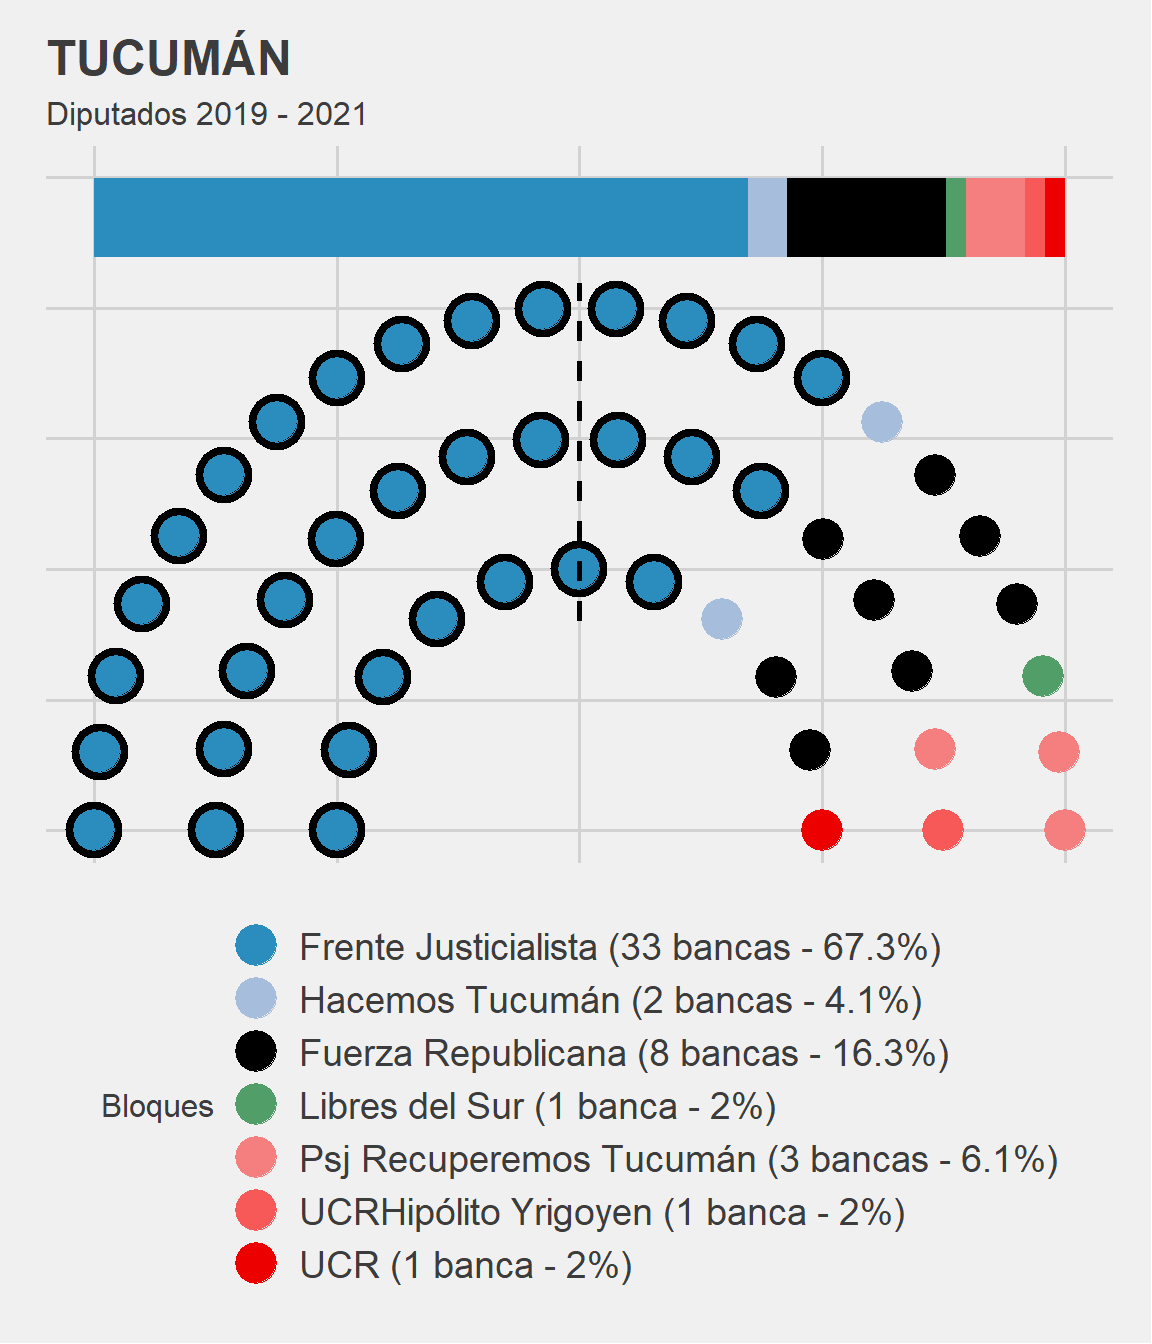 TUCUMÁN
Diputados 2019 - 2021
Frente Justicialista (33 bancas - 67.3%)
Hacemos Tucumán (2 bancas - 4.1%)
Fuerza Republicana (8 bancas - 16.3%)
Bloques
Libres del Sur (1 banca - 2%)
Psj Recuperemos Tucumán (3 bancas - 6.1%)
UCRHipólito Yrigoyen (1 banca - 2%)
UCR (1 banca - 2%)